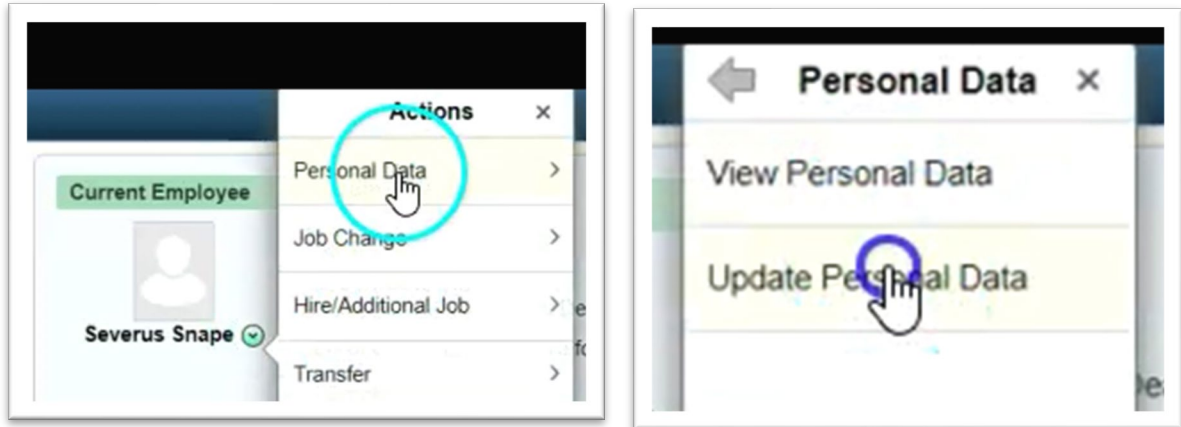 Actions ×
Personal Data
Current Employee
Job Change
Hire/Additional Job
Severus Snape
Transfer
Personal Data ×
View Personal Data
Update Personal Data